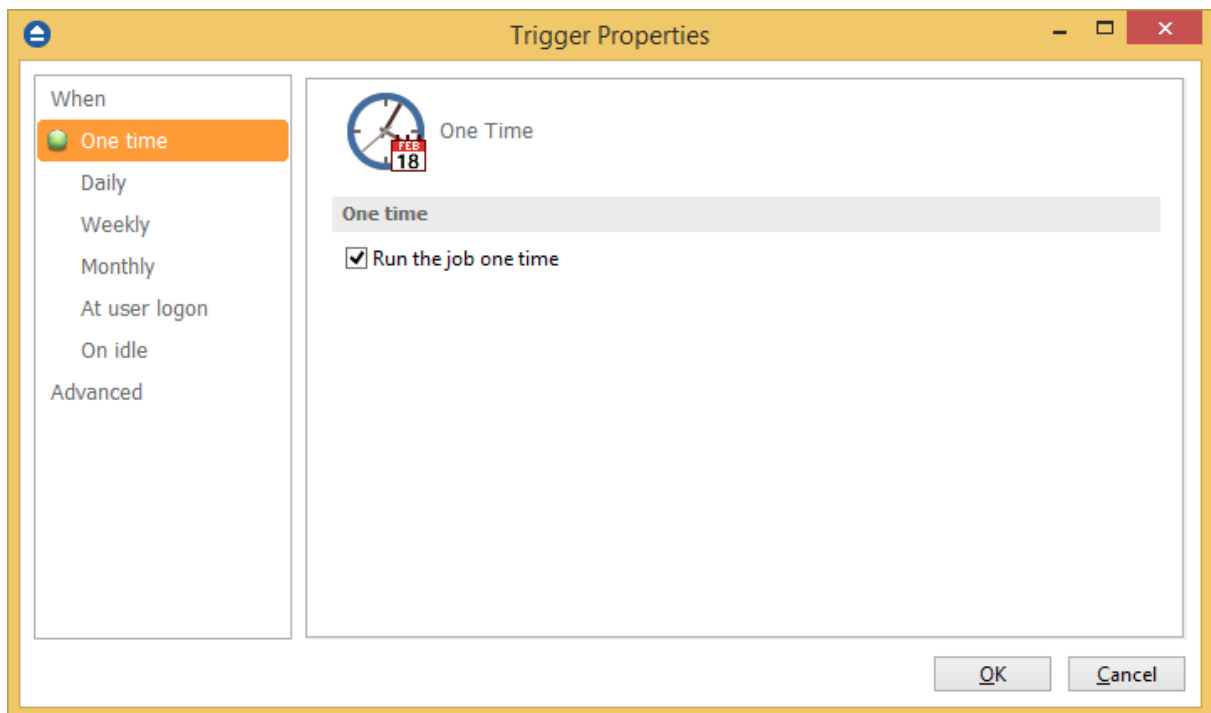 Trigger Properties
When
One time
Daily
Weekly
Monthly
At user logon
On idle
Advanced
One Time
FEB
18
One time
Run the job one time
OK
Cancel